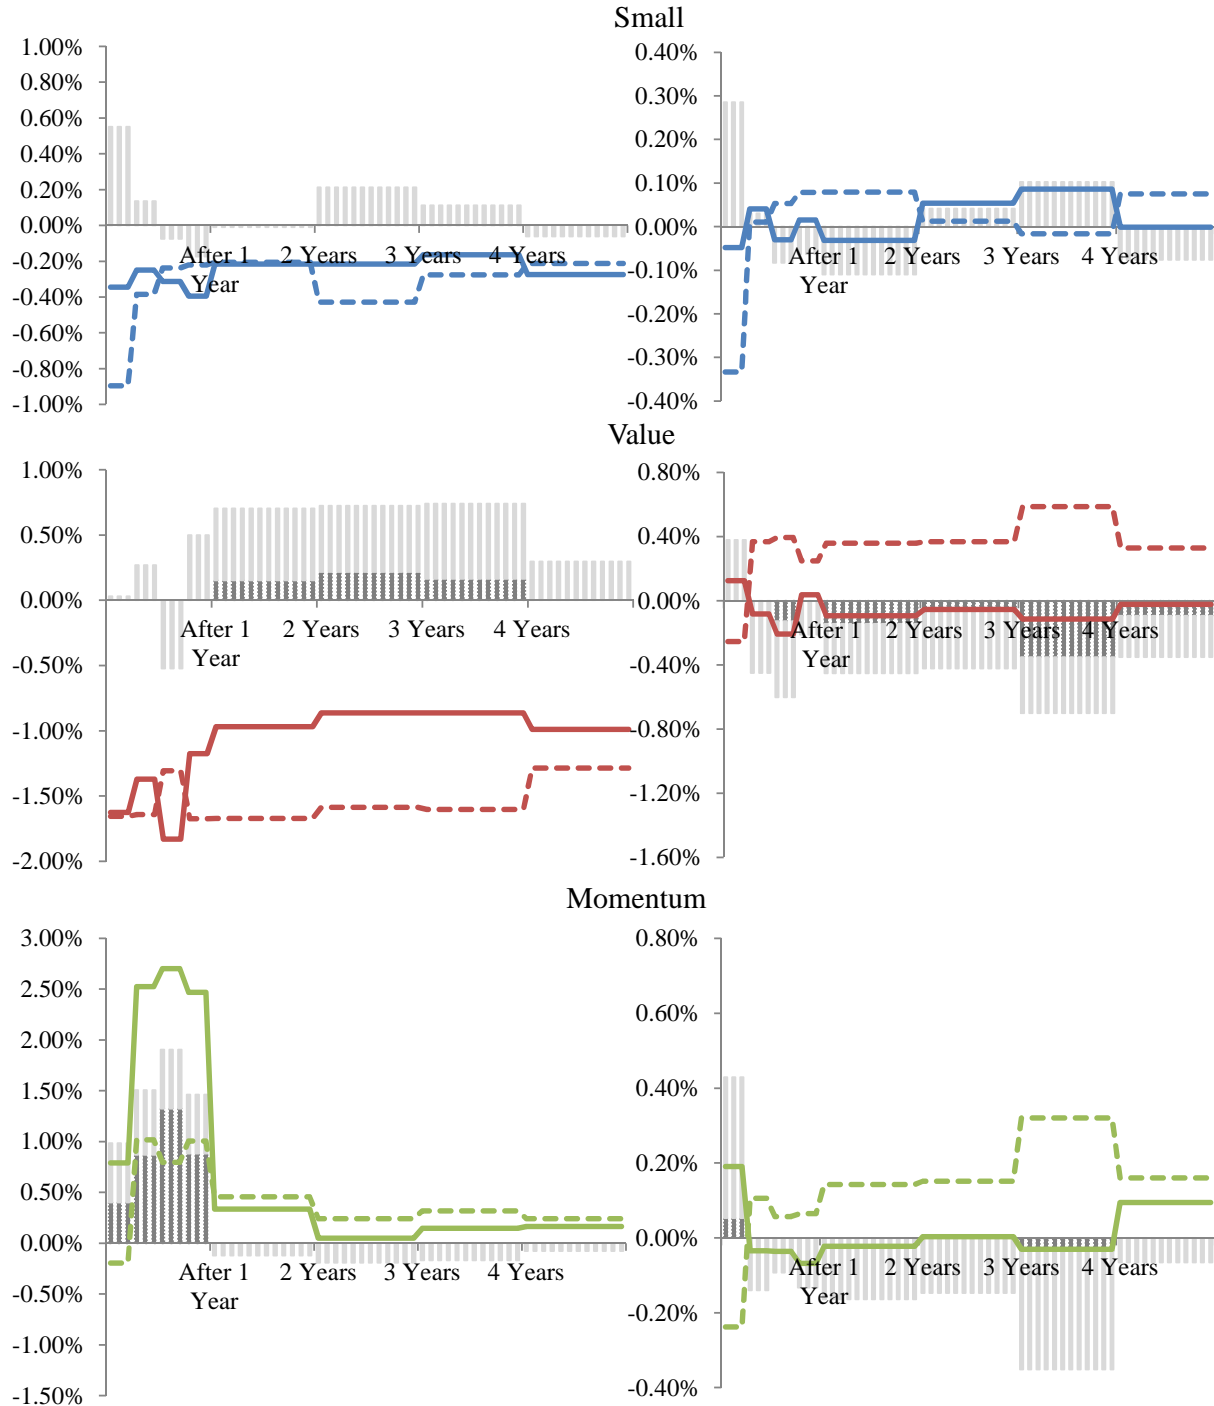 Small
1.00%
0.80%
0.60%
0.40%
0.20%
0.00%
-0.20%
-0.40%
-0.60%
-0.80%
-1.00%
After 1
Year
2 Years
3 Years
4 Years
0.40%
0.30%
0.20%
0.10%
0.00%
-0.10%
-0.20%
-0.30%
-0.40%
After 1
Year
2 Years
3 Years
4 Years
Value
1.00%
0.50%
0.00%
-0.50%
-1.00%
-1.50%
-2.00%
After 1
Year
2 Years
3 Years
4 Years
0.80%
0.40%
0.00%
-0.40%
-0.80%
-1.20%
-1.60%
After 1
Year
2 Years
3 Years
4 Years
Momentum
3.00%
2.50%
2.00%
1.50%
1.00%
0.50%
0.00%
-0.50%
-1.00%
-1.50%
After 1
Year
2 Years
3 Years
4 Years
0.80%
0.60%
0.40%
0.20%
0.00%
-0.20%
-0.40%
After 1
Year
2 Years
3 Years
4 Years